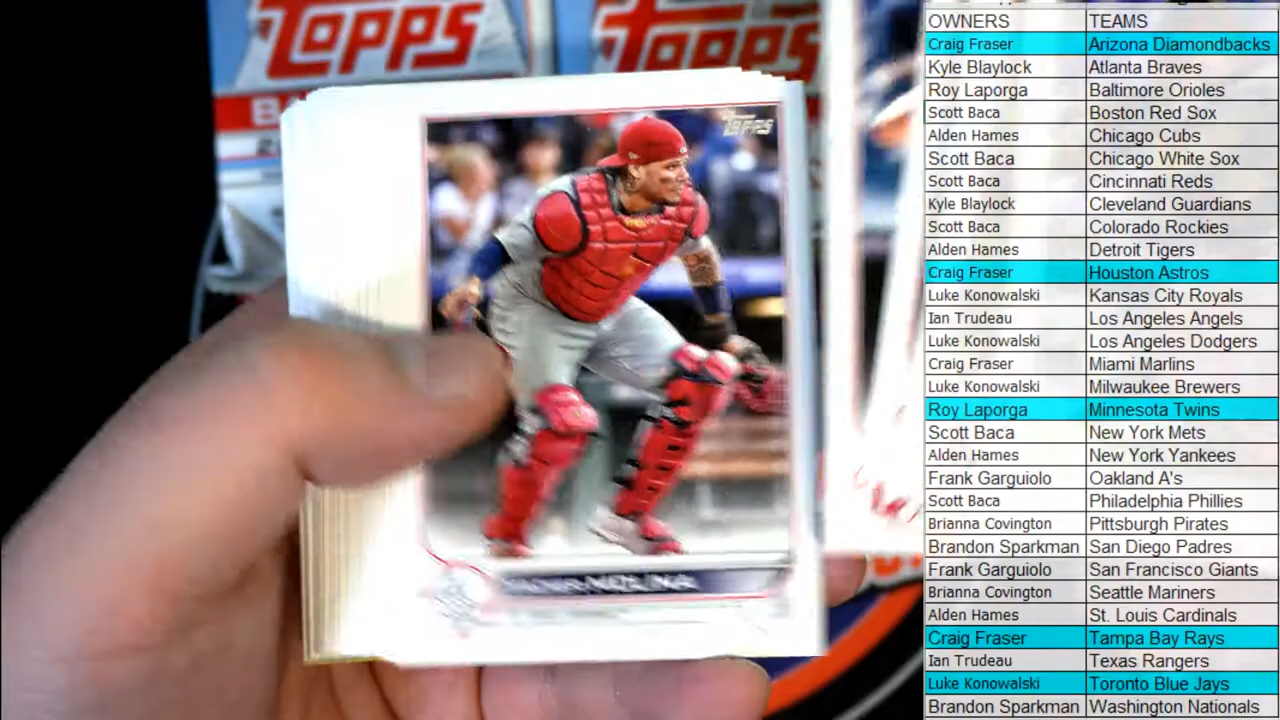 TOPPS
TOPPS
TOPPS
OWNERS TEAMS
Craig Fraser Arizona Diamondbacks
Kyle Blaylock Atlanta Braves
Roy Laporga Baltimore Orioles
Scott Baca Boston Red Sox
Alden Hames Chicago Cubs
Scott Baca Chicago White Sox
Scott Baca Cincinnati Reds
Kyle Blaylock Cleveland Guardians
Scott Baca Colorado Rockies
Alden Hames Detroit Tigers
Craig Fraser Houston Astros
Luke Konowalski Kansas City Royals
Ian Trudeau Los Angeles Angels
Luke Konowalski Los Angeles Dodgers
Craig Fraser Miami Marlins
Luke Konowalski Milwaukee Brewers
Roy Laporga Minnesota Twins
Scott Baca New York Mets
Alden Hames New York Yankees
Frank Garguiolo Oakland A's
Scott Baca Philadelphia Phillies
Brianna Covington Pittsburgh Pirates
Brandon Sparkman San Diego Padres
Frank Garguiolo San Francisco Giants
Brianna Covington Seattle Mariners
Alden Hames St. Louis Cardinals
Craig Fraser Tampa Bay Rays
Ian Trudeau Texas Rangers
Luke Konowalski Toronto Blue Jays
Brandon Sparkman Washington Nationals